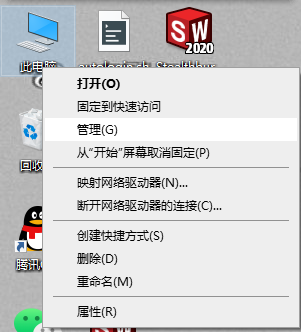 SW
2020
此电脑
autologin.sh
打开(O)
固定到快速访问
管理(G)
从“开始”屏幕取消固定(P)
映射网络驱动器(N)...
断开网络驱动器的连接(C)...
创建快捷方式(S)
删除(D)
重命名(M)
属性(R)
回收
腾讯